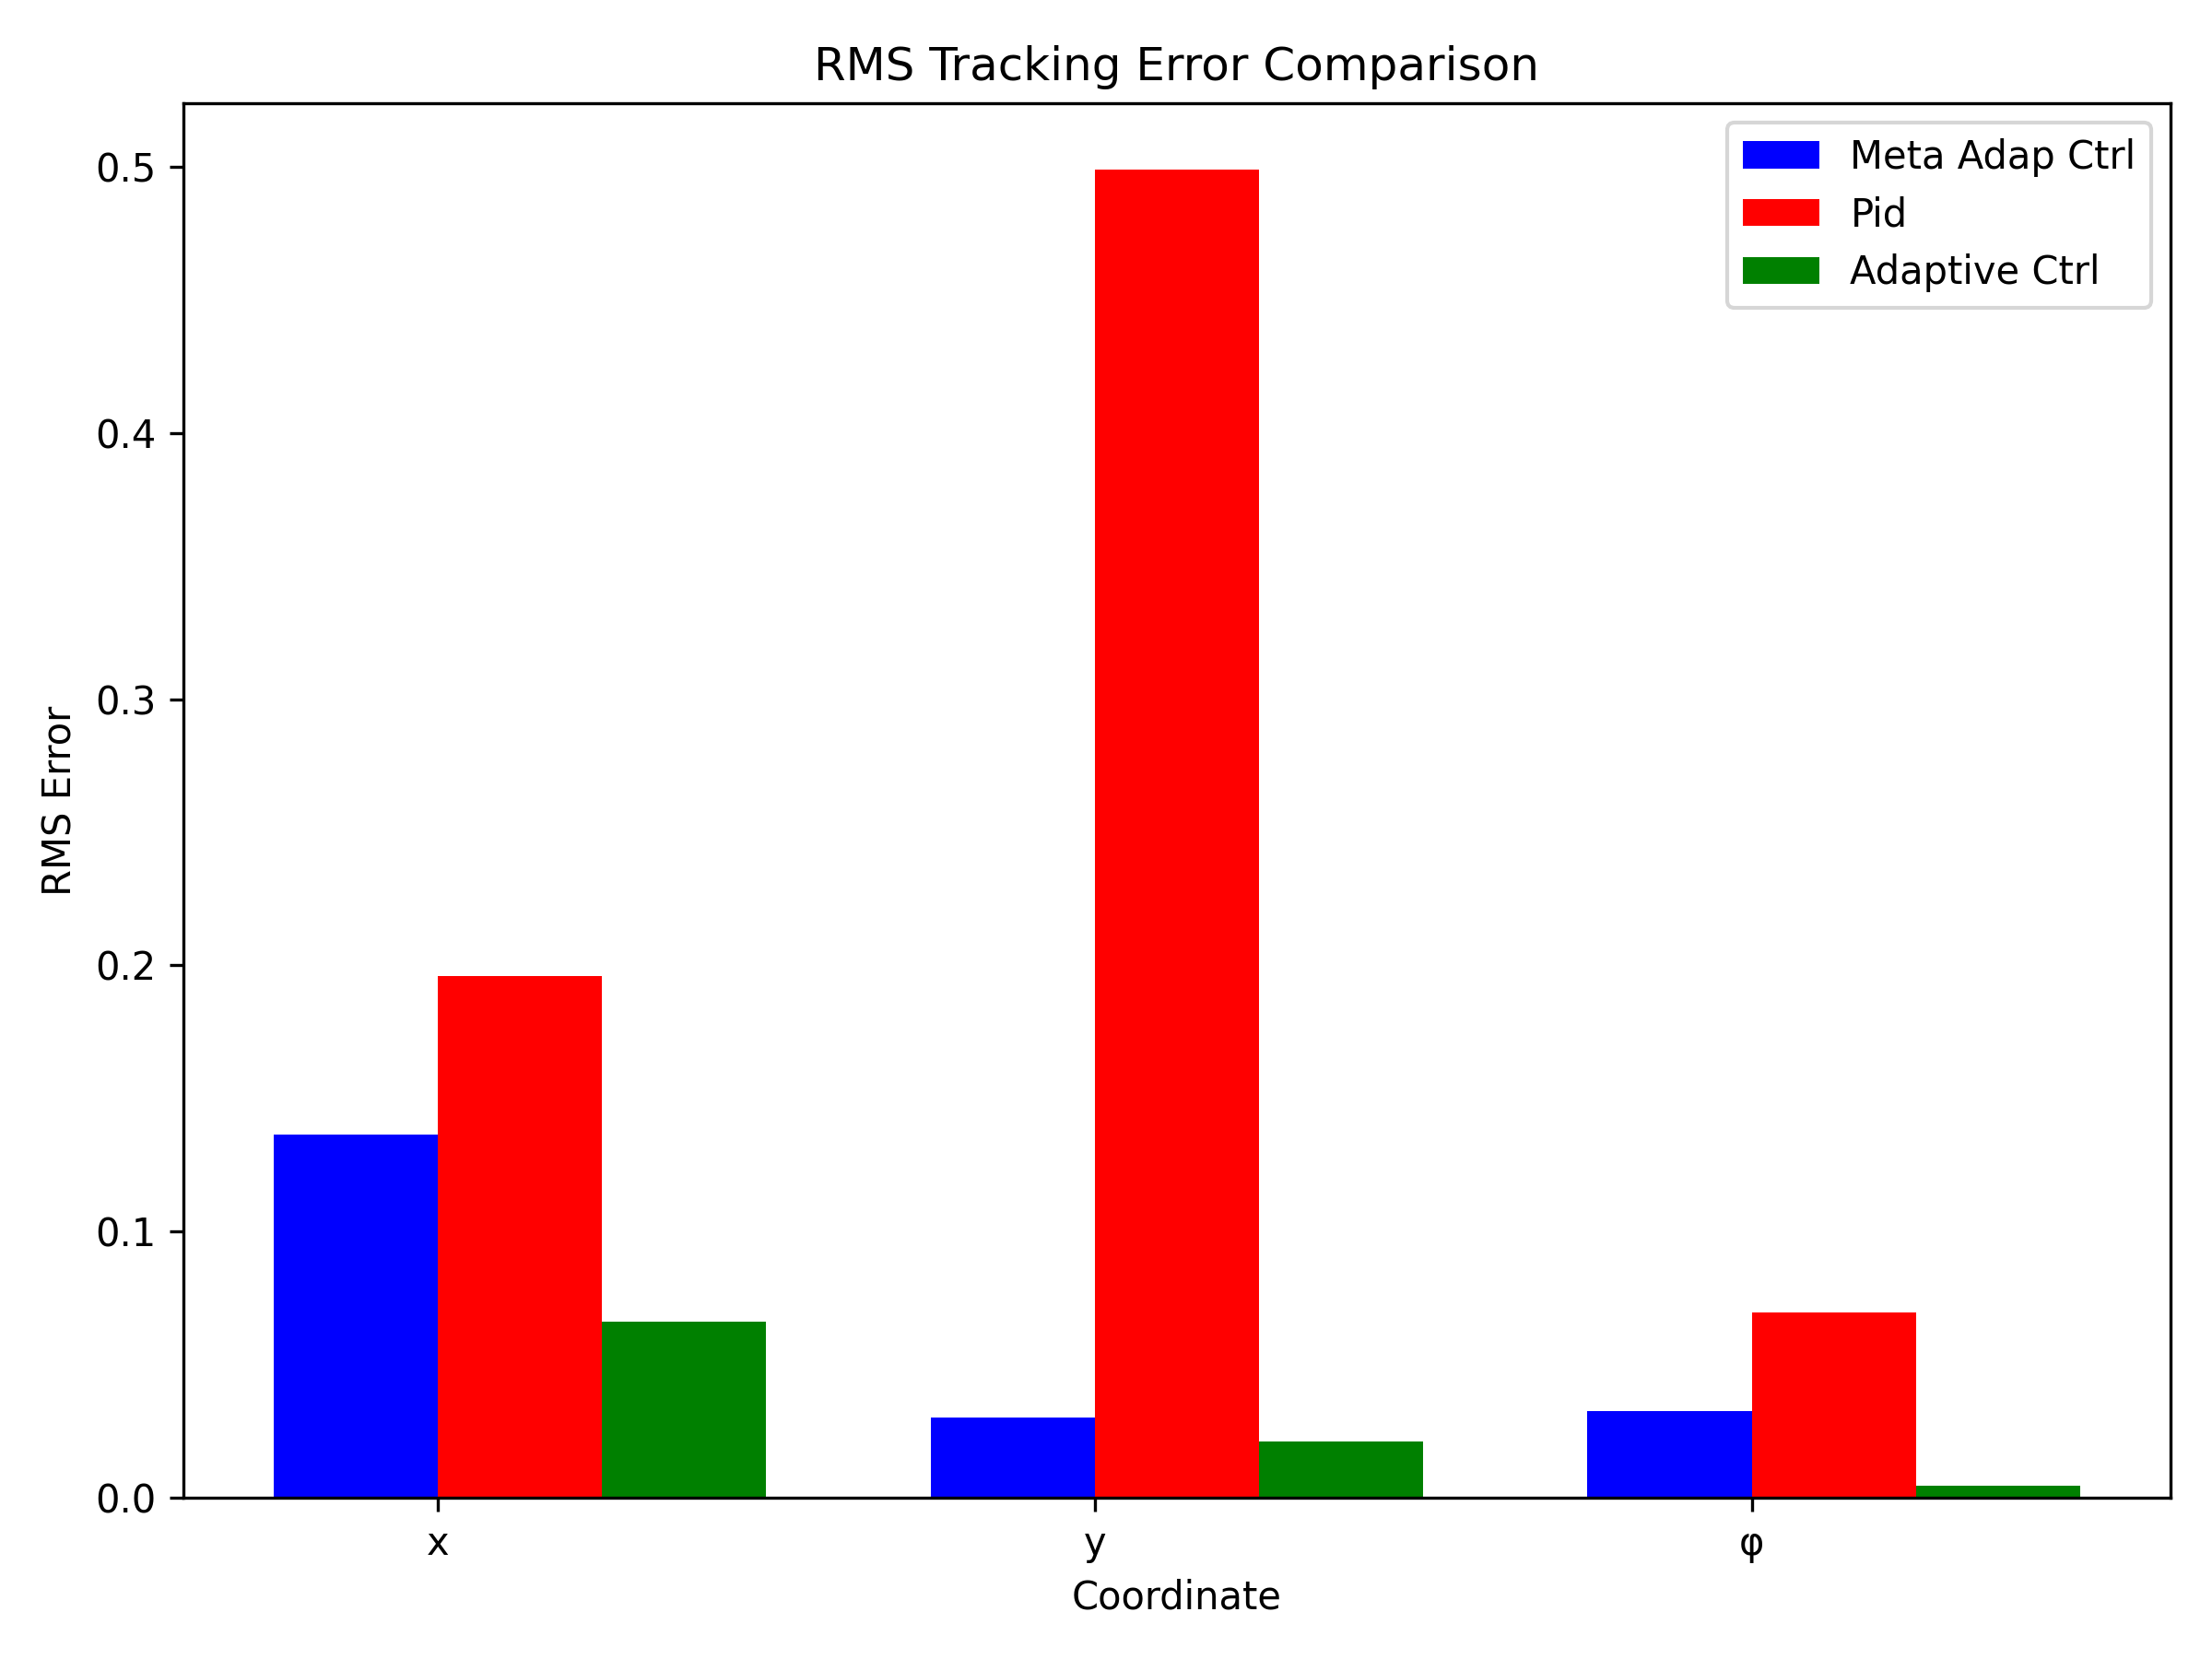 RMS Tracking Error Comparison
Meta Adap Ctrl
Pid
Adaptive Ctrl
RMS Error
0.5
0.4
0.3
0.2
0.1
0.0
x
y
φ
Coordinate